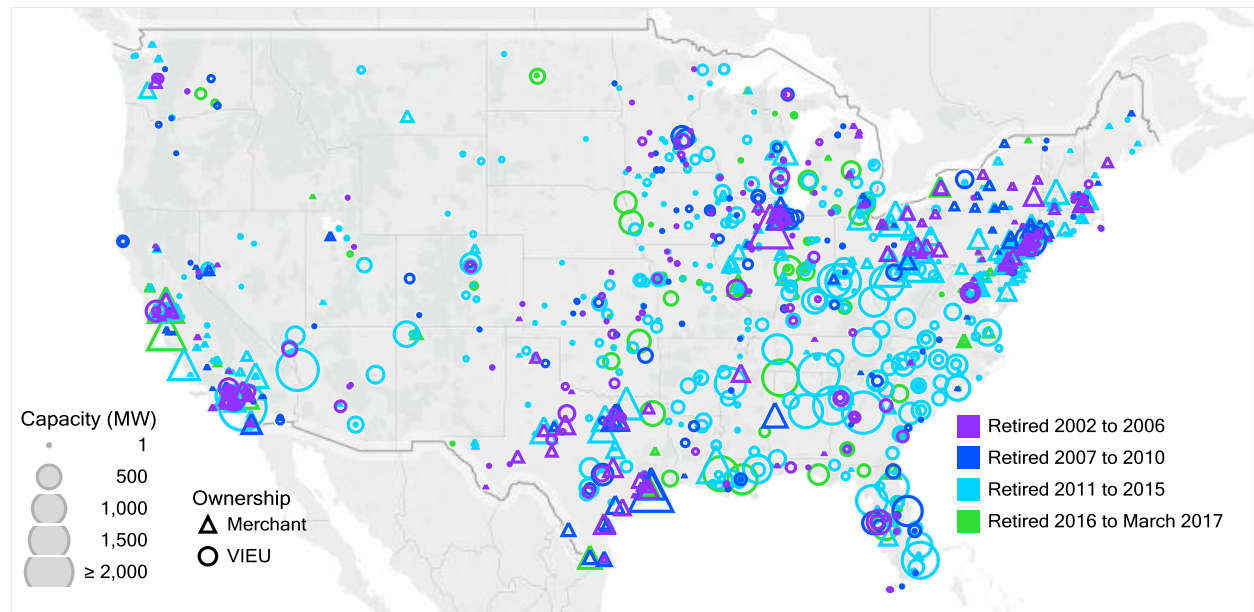 Capacity (MW)
1
500
1,000
1,500
≥ 2,000
Ownership
Merchant
VIEU
Retired 2002 to 2006
Retired 2007 to 2010
Retired 2011 to 2015
Retired 2016 to March 2017